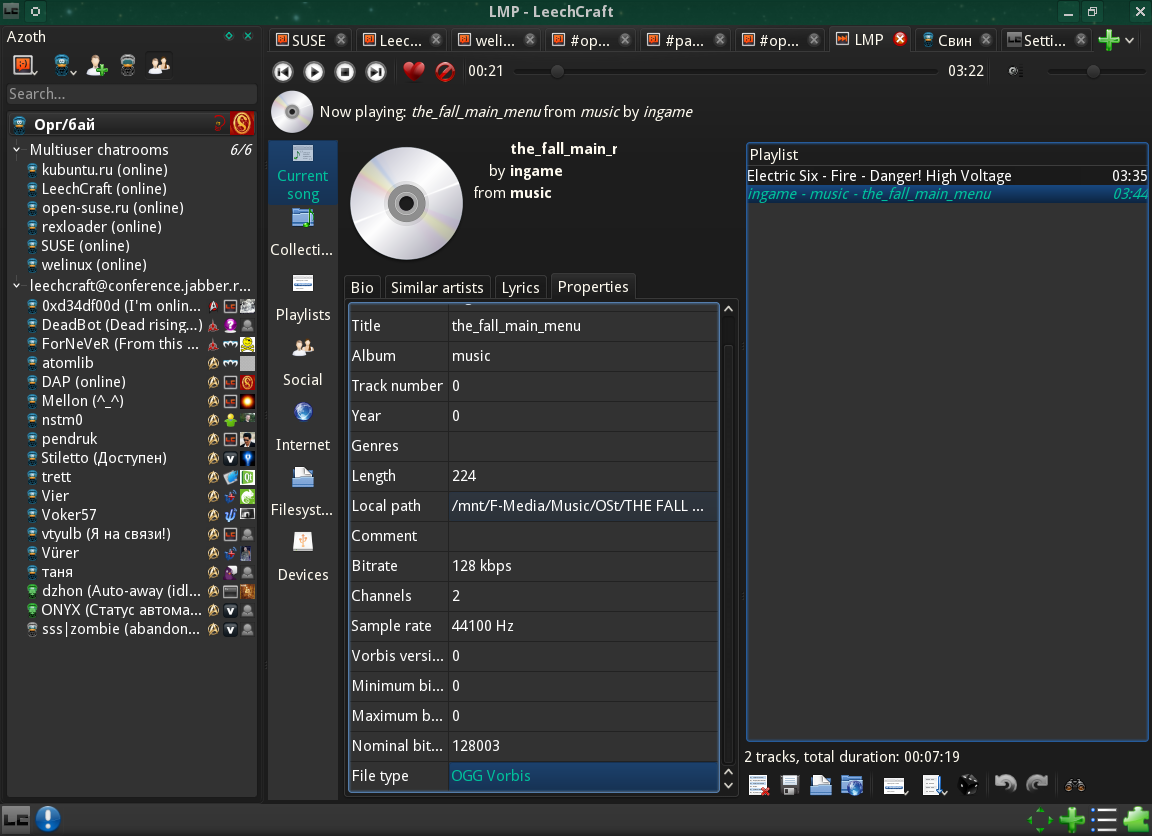 LMP - LeechCraft
Azoth
Search...
Орг/бай
Multiuser chatrooms 6/6
kubuntu.ru (online)
LeechCraft (online)
open-suse.ru (online)
rexloader (online)
SUSE (online)
welinux (online)
leechcraft@conference.jabber.r...
0xd34df00d (I'm onlin...
DeadBot (Dead rising...)
ForNeVeR (From this ...
atomlib
DAP (online)
Mellon (^_^)
nstm0
pendruk
Stiletto (Доступен)
trett
Vier
Voker57
vtyulb (Я на связи!)
Vürer
таня
dzhon (Auto-away (idl...
ONYX (Статус автома...
sss|zombie (abandon...
SUSE
Leec...
weli...
#op...
#pa...
#op...
LMP
Свин
Setti...
00:21
03:22
Now playing: the_fall_main_menu from music by ingame
Current
song
Collecti...
Playlists
Social
Internet
Filesyst...
Devices
the_fall_main_r
by ingame
from music
Bio
Similar artists
Lyrics
Properties
Title the_fall_main_menu
Album music
Track number 0
Year 0
Genres
Length 224
Local path /mnt/F-Media/Music/OSt/THE FALL ...
Comment
Bitrate 128 kbps
Channels 2
Sample rate 44100 Hz
Vorbis versi... 0
Minimum bi... 0
Maximum b... 0
Nominal bit... 128003
File type OGG Vorbis
Playlist
Electric Six - Fire - Danger! High Voltage 03:35
ingame - music - the_fall_main_menu 03:44
2 tracks, total duration: 00:07:19
LC